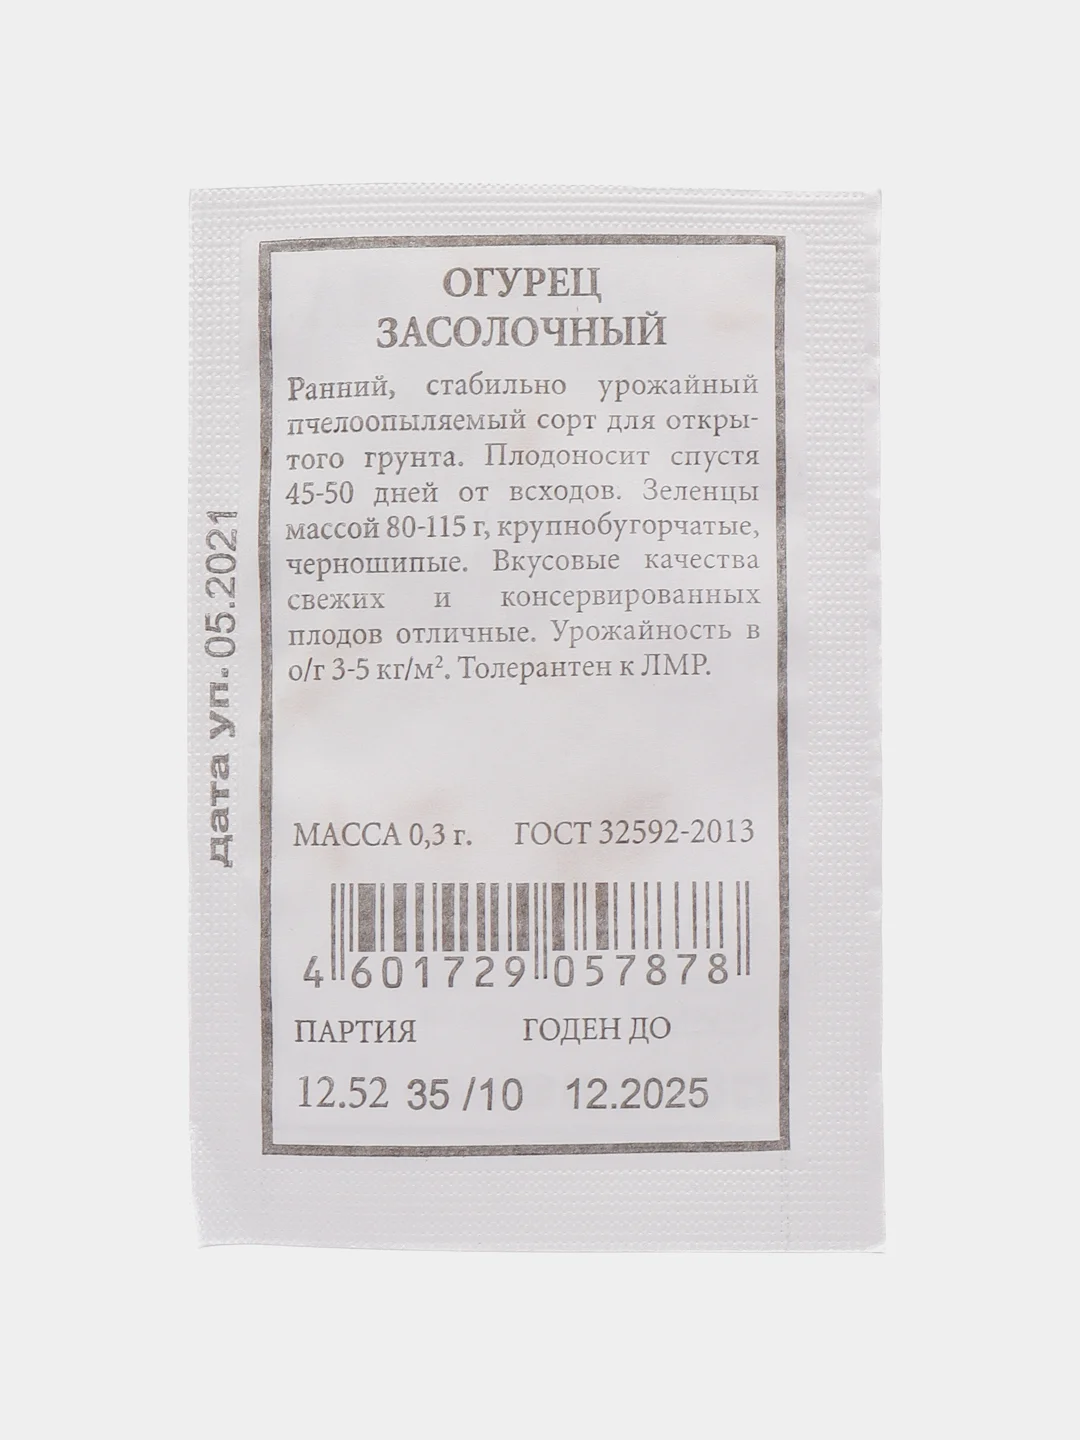 ОГУРЕЦ
ЗАСОЛОЧНЫЙ
Ранний, стабильно урожайный
пчелоопыляемый сорт для откры-
того грунта. Плодоносит спустя
45-50 дней от всходов. Зеленцы
массой 80-115 г, крупнобугорчатые,
черношипые. Вкусовые качества
свежих и консервированных
плодов отличные. Урожайность в
о/г 3-5 кг/м². Толерантен к ЛМР.
МАССА 0,3 г. ГОСТ 32592-2013
4 601729 057878
ПАРТИЯ ГОДЕН ДО
12.52 35 /10 12.2025
дата уп. 05.2021